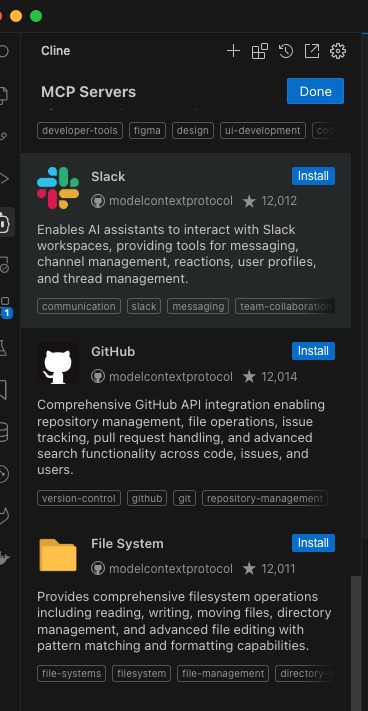 Cline
MCP Servers
Done
developer-tools figma design ui-development
Slack
Install
modelcontextprotocol 12,012
Enables AI assistants to interact with Slack
workspaces, providing tools for messaging,
channel management, reactions, user profiles,
and thread management.
communication slack messaging team-collaboration
GitHub
Install
modelcontextprotocol 12,014
Comprehensive GitHub API integration enabling
repository management, file operations, issue
tracking, pull request handling, and advanced
search functionality across code, issues, and
users.
version-control github git repository-management
1
File System
Install
modelcontextprotocol 12,011
Provides comprehensive filesystem operations
including reading, writing, moving files, directory
management, and advanced file editing with
pattern matching and formatting capabilities.
file-systems filesystem file-management